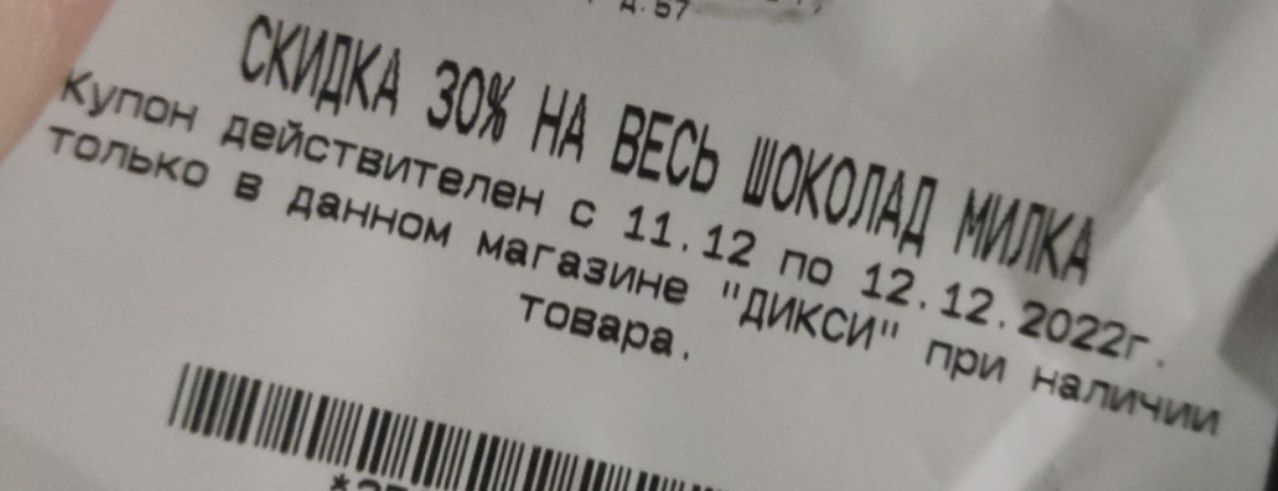 д.57
СКИДКА 30% НА ВЕСЬ ШОКОЛАД МИЛКА
Купон действителен с 11.12 по 12.12.2022г.
только в данном магазине "ДИКСИ" при наличии
товара.